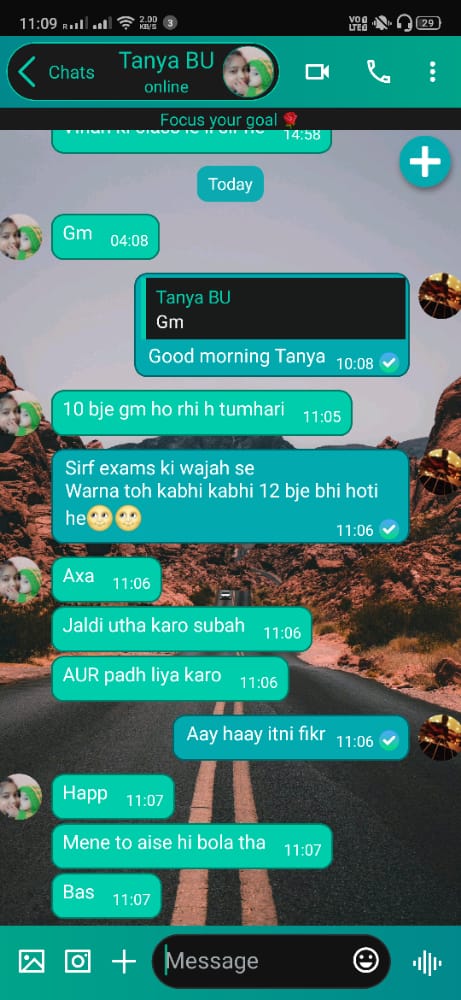 11:09 R 2.00 KB/S 3 VO LTE 29
Chats Tanya BU
online
Focus your goal 🌹
14:58
Today
Gm 04:08
Tanya BU
Gm
Good morning Tanya 10:08
10 bje gm ho rhi h tumhari 11:05
Sirf exams ki wajah se
Warna toh kabhi kabhi 12 bje bhi hoti
he🌝🌝 11:06
Axa 11:06
Jaldi utha karo subah 11:06
AUR padh liya karo 11:06
Aay haay itni fikr 11:06
Happ 11:07
Mene to aise hi bola tha 11:07
Bas 11:07
Message